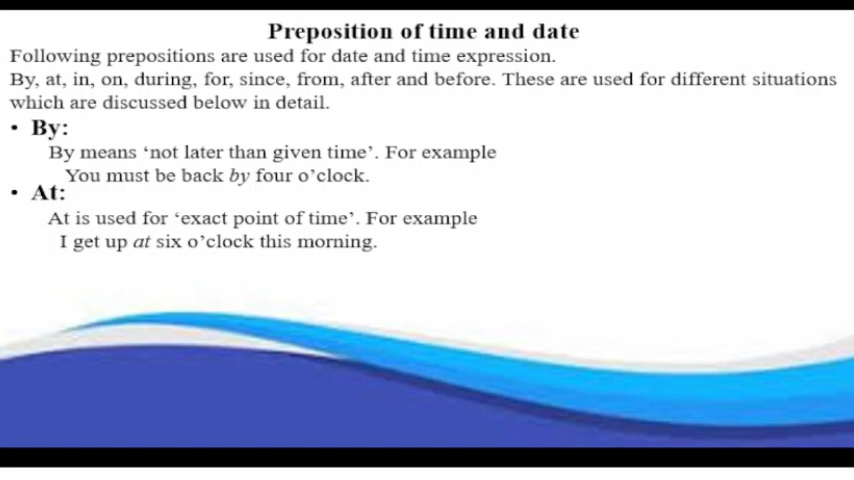 Preposition of time and date
Following prepositions are used for date and time expression.
By, at, in, on, during, for, since, from, after and before. These are used for different situations
which are discussed below in detail.
• By:
By means ‘not later than given time’. For example
You must be back by four o’clock.
• At:
At is used for ‘exact point of time’. For example
I get up at six o’clock this morning.